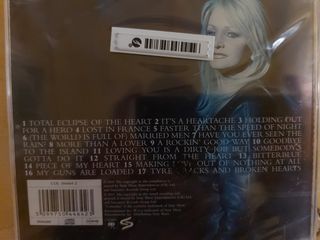 1 TOTAL ECLIPSE OF THE HEART 2 IT'S A HEARTACHE 3 HOLDING OUT
FOR A HERO 4 LOST IN FRANCE 5 FASTER THAN THE SPEED OF NIGHT
6 (THE WORLD IS FULL OF) MARRIED MEN 7 HAVE YOU EVER SEEN THE
RAIN? 8 MORE THAN A LOVER 9 A ROCKIN' GOOD WAY 10 GOODBYE
TO THE ISLAND 11 LOVING YOU IS A DIRTY JOB BUT SOMEBODY'S
GOTTA DO IT 12 STRAIGHT FROM THE HEART 13 BITTERBLUE
14 PIECE OF MY HEART 15 MAKING LOVE OUT OF NOTHING AT ALL
16 MY GUNS ARE LOADED 17 TYRE TRACKS AND BROKEN HEARTS